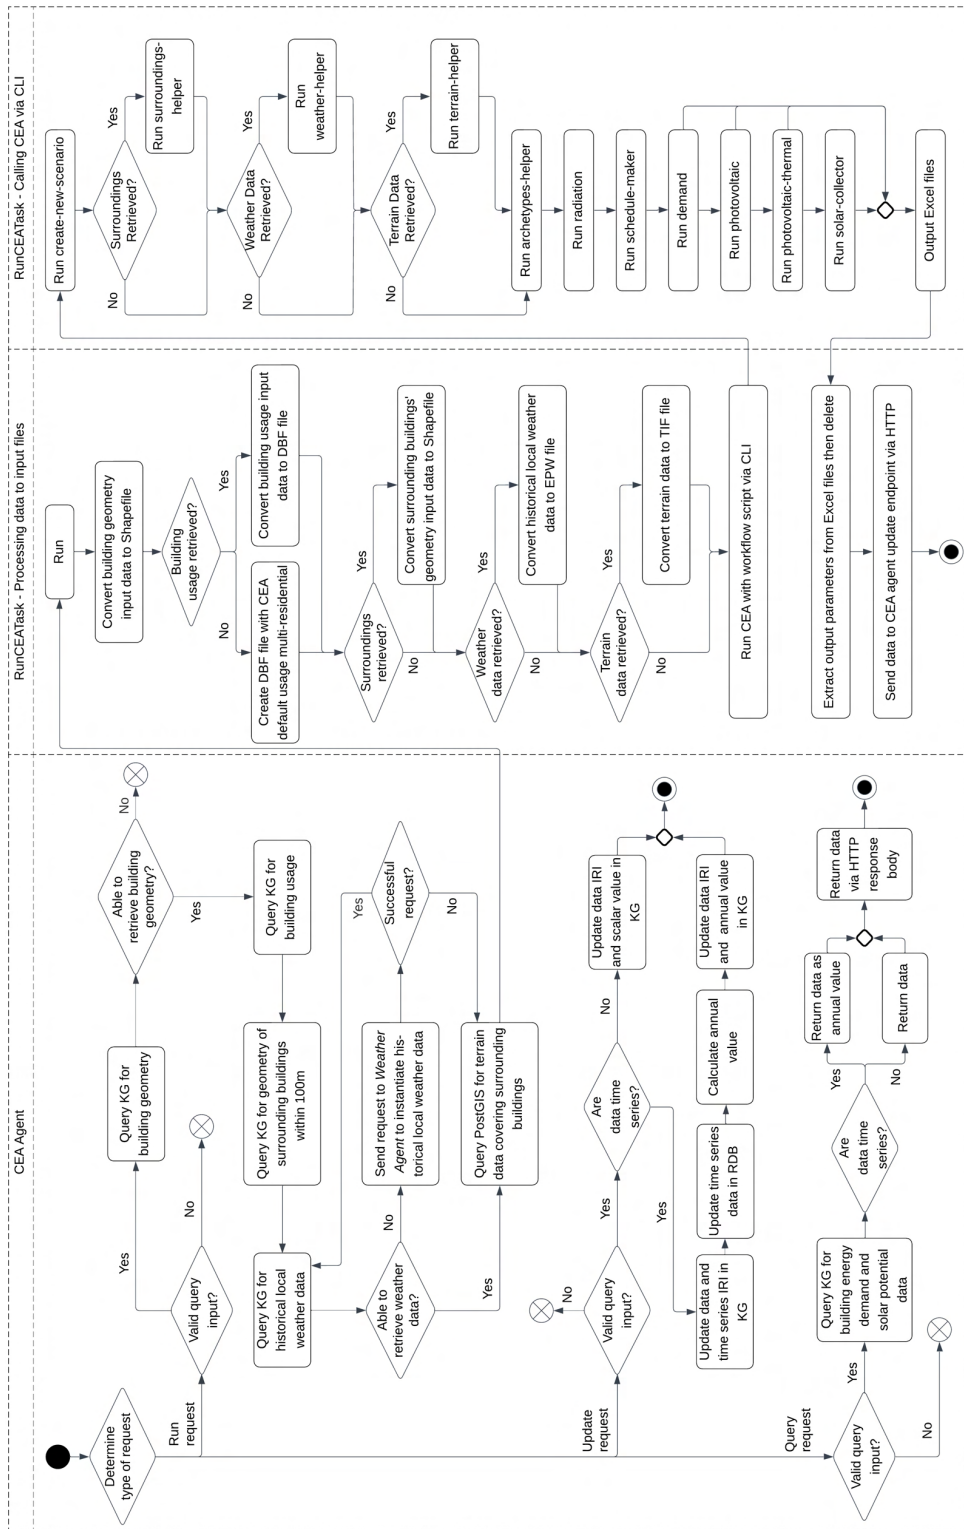 CEA Agent
Determine
type of request
Run
request
Valid query
input?
Yes
No
Query KG for
building geometry
Able to
retrieve building
geometry?
No
Yes
Query KG for
building usage
Query KG for geometry of
surrounding buildings
within 100m
Query KG for
historical local
weather data
Able to
retrieve weather
data?
No
Yes
Send request to Weather
Agent to instantiate his-
torical local weather data
Successful
request?
Yes
No
Query PostGIS for terrain
data covering surrounding
buildings
Update
request
Valid query
input?
No
Yes
Are
data time
series?
No
Yes
Update data IRI
and scalar value in
KG
Update data and
time series IRI in
KG
Update time series
data in RDB
Calculate annual
value
Update data IRI
and annual value
in KG
Query
request
Valid query
input?
Yes
No
Query KG for
building energy
demand and
solar potential
data
Are
data time
series?
Yes
No
Return data as
annual value
Return data
Return data
via HTTP
response
body
RunCEATask - Processing data to input files
Run
Convert building geometry
input data to Shapefile
Building
usage retrieved?
No
Yes
Create DBF file with CEA
default usage multi-residential
Convert building usage input
data to DBF file
Surroundings
retrieved?
Yes
No
Convert surrounding buildings'
geometry input data to Shapefile
Weather
data retrieved?
Yes
No
Convert historical local weather
data to EPW file
Terrain
data retrieved?
Yes
No
Convert terrain data to TIF file
Run CEA with workflow script via CLI
Extract output parameters from Excel files then delete
Send data to CEA agent update endpoint via HTTP
RunCEATask - Calling CEA via CLI
Run create-new-scenario
Surroundings
Retrieved?
No
Yes
Run surroundings-
helper
Weather Data
Retrieved?
No
Yes
Run
weather-helper
Terrain Data
Retrieved?
No
Yes
Run terrain-helper
Run archetypes-helper
Run radiation
Run schedule-maker
Run demand
Run photovoltaic
Run photovoltaic-thermal
Run solar-collector
Output Excel files